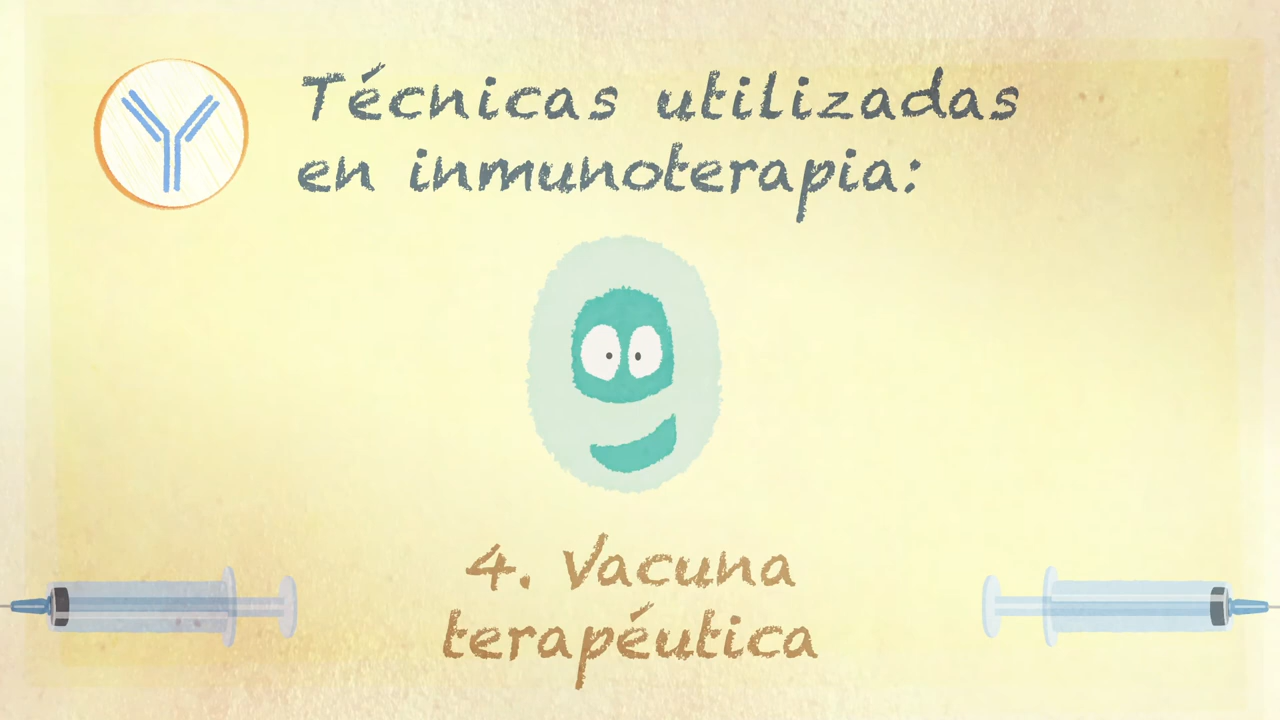 Técnicas utilizadas
en inmunoterapia:
4. Vacuna
terapéutica